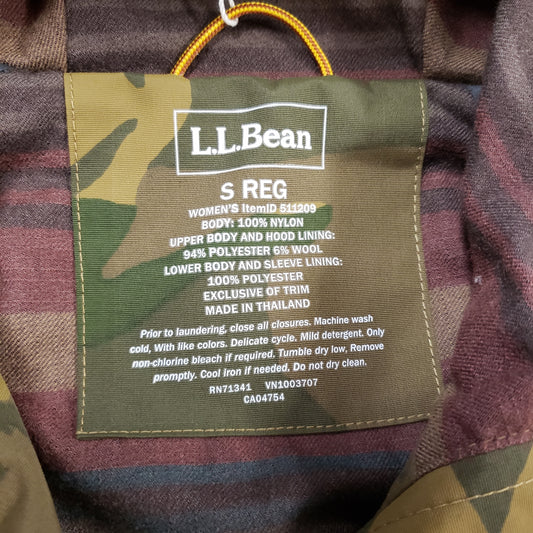 L.L.Bean
S REG
WOMEN'S ItemID 511209
BODY: 100% NYLON
UPPER BODY AND HOOD LINING:
94% POLYESTER 6% WOOL
LOWER BODY AND SLEEVE LINING:
100% POLYESTER
EXCLUSIVE OF TRIM
MADE IN THAILAND
Prior to laundering, close all closures. Machine wash
cold, With like colors. Delicate cycle. Mild detergent. Only
non-chlorine bleach if required. Tumble dry low, Remove
promptly. Cool iron if needed. Do not dry clean.
RN71341 VN1003707
CA04754